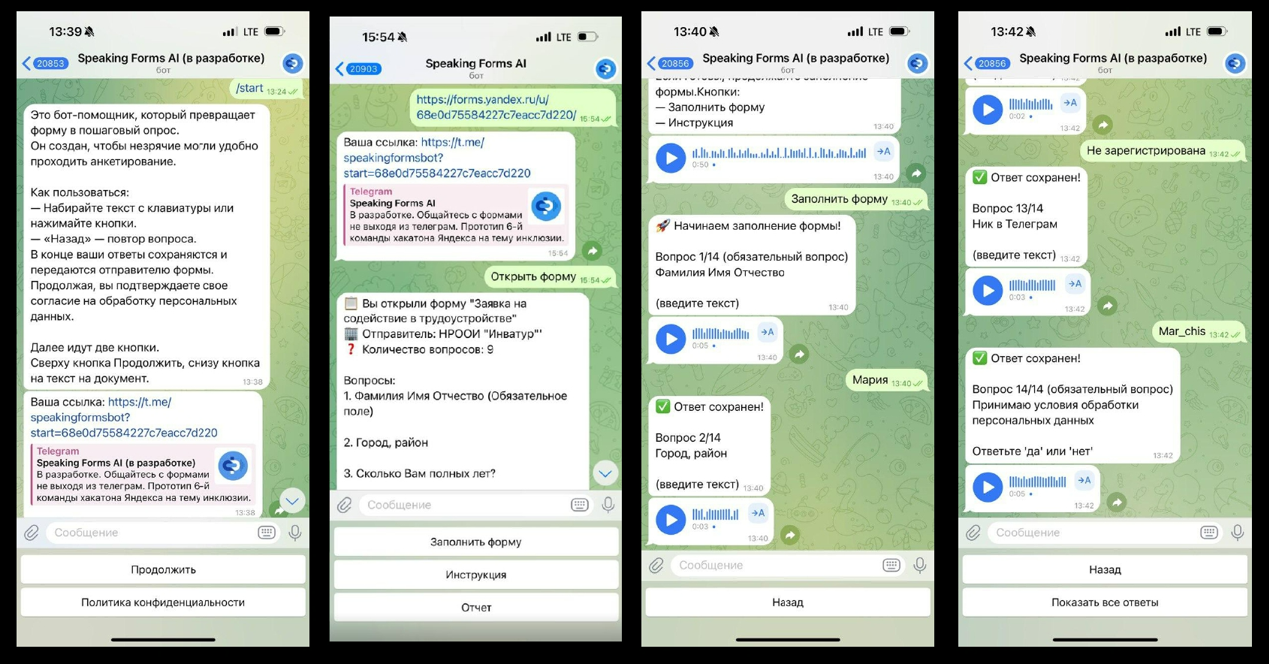 13:39
LTE
20853
Speaking Forms AI (в разработке)
бот
/start
13:24
Это бот-помощник, который превращает
форму в пошаговый опрос.
Он создан, чтобы незрячие могли удобно
проходить анкетирование.
Как пользоваться:
— Набирайте текст с клавиатуры или
нажимайте кнопки.
— «Назад» — повтор вопроса.
В конце ваши ответы сохраняются и
передаются отправителю формы.
Продолжая, вы подтверждаете свое
согласие на обработку персональных
данных.
Далее идут две кнопки.
Сверху кнопка Продолжить, снизу кнопка
на текст на документ.
13:38
Ваша ссылка: https://t.me/
speakingformsbot?
start=68e0d75584227c7eacc7d220
Telegram
Speaking Forms AI (в разработке)
В разработке. Общайтесь с формами
не выходя из телеграм. Прототип 6-й
команды хакатона Яндекса на тему инклюзии.
13:38
Сообщение
Продолжить
Политика конфиденциальности
15:54
LTE
20903
Speaking Forms AI
бот
https://forms.yandex.ru/u/
68e0d75584227c7eacc7d220/
15:54
Ваша ссылка: https://t.me/
speakingformsbot?
start=68e0d75584227c7eacc7d220
Telegram
Speaking Forms AI
В разработке. Общайтесь с формами
не выходя из телеграм. Прототип 6-й
команды хакатона Яндекса на тему инклюзии.
15:54
Открыть форму 15:54
Вы открыли форму "Заявка на
содействие в трудоустройстве"
Отправитель: НРООИ "Инватур"'
Количество вопросов: 9
Вопросы:
1. Фамилия Имя Отчество (Обязательное
поле)
2. Город, район
3. Сколько Вам полных лет?
Сообщение
Заполнить форму
Инструкция
Отчет
13:40
LTE
20856
Speaking Forms AI (в разработке)
бот
формы.Кнопки:
— Заполнить форму
— Инструкция
13:40
→A
0:50
13:40
Заполнить форму 13:40
Начинаем заполнение формы!
Вопрос 1/14 (обязательный вопрос)
Фамилия Имя Отчество
(введите текст)
13:40
→A
0:05
13:40
Мария 13:40
Ответ сохранен!
Вопрос 2/14
Город, район
(введите текст) 13:40
→A
0:03
13:40
Сообщение
Назад
13:42
LTE
20856
Speaking Forms AI (в разработке)
бот
→A
0:02
13:42
Не зарегистрирована 13:42
Ответ сохранен!
Вопрос 13/14
Ник в Телеграм
(введите текст) 13:42
→A
0:03
13:42
Mar_chis 13:42
Ответ сохранен!
Вопрос 14/14 (обязательный вопрос)
Принимаю условия обработки
персональных данных
Ответьте 'да' или 'нет'
13:42
→A
0:05
13:42
Сообщение
Назад
Показать все ответы